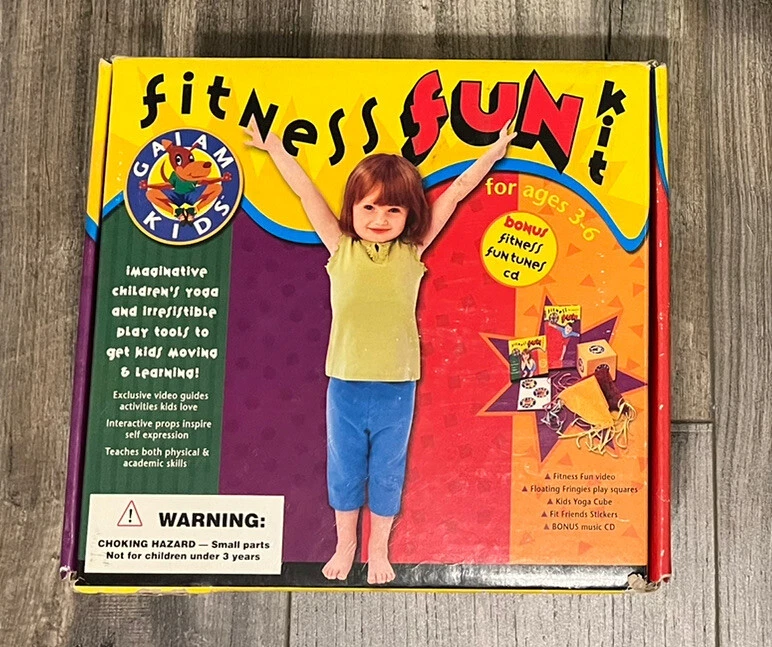 fitness FUN kit
GAIAM
KIDS
for ages 3-6
BONUS
fitness
fun tunes
cd
imaginative
children's yoga
and irresistible
play tools to
get kids moving
& learning!
Exclusive video guides
activities kids love
Interactive props inspire
self expression
Teaches both physical &
academic skills
▲ Fitness Fun video
▲ Floating Fringies play squares
▲ Kids Yoga Cube
▲ Fit Friends Stickers
▲ BONUS music CD
WARNING:
CHOKING HAZARD — Small parts
Not for children under 3 years